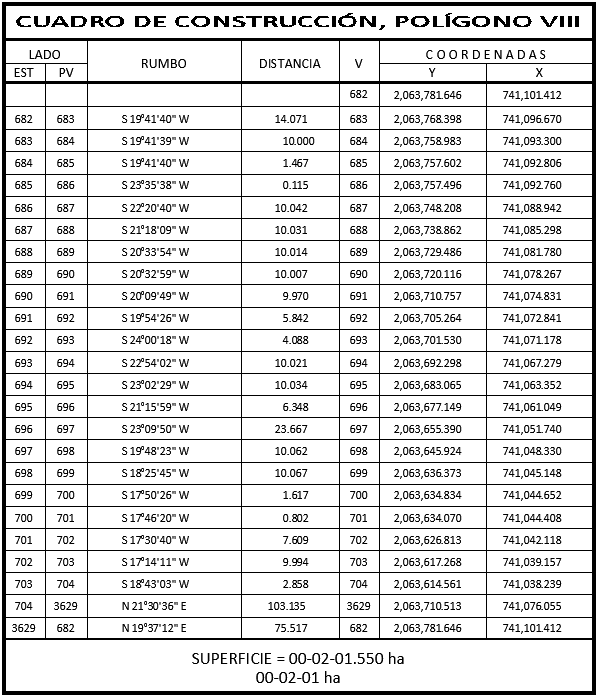 CUADRO DE CONSTRUCCIÓN, POLÍGONO VIII
LADO RUMBO DISTANCIA V COORDENADAS
EST PV Y X
682 2,063,781.646 741,101.412
682 683 S 19°41'40" W 14.071 683 2,063,768.398 741,096.670
683 684 S 19°41'39" W 10.000 684 2,063,758.983 741,093.300
684 685 S 19°41'40" W 1.467 685 2,063,757.602 741,092.806
685 686 S 23°35'38" W 0.115 686 2,063,757.496 741,092.760
686 687 S 22°20'40" W 10.042 687 2,063,748.208 741,088.942
687 688 S 21°18'09" W 10.031 688 2,063,738.862 741,085.298
688 689 S 20°33'54" W 10.014 689 2,063,729.486 741,081.780
689 690 S 20°32'59" W 10.007 690 2,063,720.116 741,078.267
690 691 S 20°09'49" W 9.970 691 2,063,710.757 741,074.831
691 692 S 19°54'26" W 5.842 692 2,063,705.264 741,072.841
692 693 S 24°00'18" W 4.088 693 2,063,701.530 741,071.178
693 694 S 22°54'02" W 10.021 694 2,063,692.298 741,067.279
694 695 S 23°02'29" W 10.034 695 2,063,683.065 741,063.352
695 696 S 21°15'59" W 6.348 696 2,063,677.149 741,061.049
696 697 S 23°09'50" W 23.667 697 2,063,655.390 741,051.740
697 698 S 19°48'23" W 10.062 698 2,063,645.924 741,048.330
698 699 S 18°25'45" W 10.067 699 2,063,636.373 741,045.148
699 700 S 17°50'26" W 1.617 700 2,063,634.834 741,044.652
700 701 S 17°46'20" W 0.802 701 2,063,634.070 741,044.408
701 702 S 17°30'40" W 7.609 702 2,063,626.813 741,042.118
702 703 S 17°14'11" W 9.994 703 2,063,617.268 741,039.157
703 704 S 18°43'03" W 2.858 704 2,063,614.561 741,038.239
704 3629 N 21°30'36" E 103.135 3629 2,063,710.513 741,076.055
3629 682 N 19°37'12" E 75.517 682 2,063,781.646 741,101.412
SUPERFICIE = 00-02-01.550 ha
00-02-01 ha